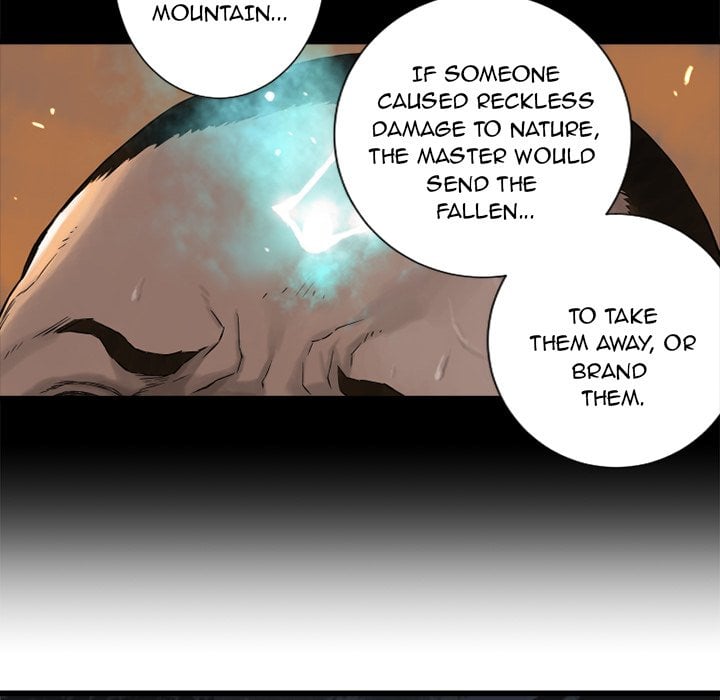 MOUNTAIN...
IF SOMEONE
CAUSED RECKLESS
DAMAGE TO NATURE,
THE MASTER WOULD
SEND THE
FALLEN...
TO TAKE
THEM AWAY, OR
BRAND
THEM.